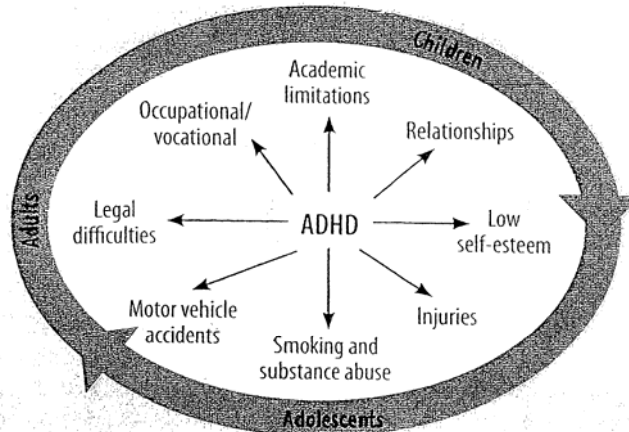 Children
Academic
limitations
Occupational/
vocational
Relationships
Adults
Legal
difficulties
ADHD
Low
self-esteem
Motor vehicle
accidents
Injuries
Smoking and
substance abuse
Adolescents